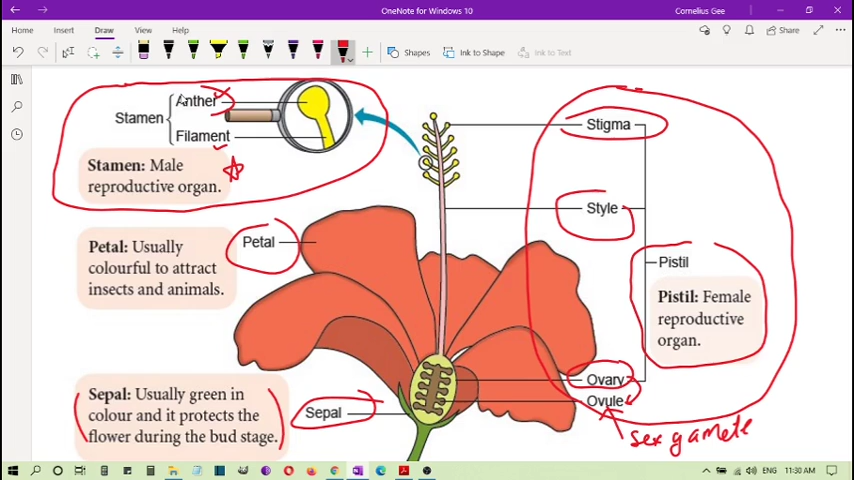 OneNote for Windows 10
Cornelius Gee
Home
Insert
Draw
View
Help
Share
Shapes
Ink to Shape
Ink to Text
Stamen
Anther
Filament
Stamen: Male
reproductive organ.
Petal: Usually
colourful to attract
insects and animals.
Petal
Sepal: Usually green in
colour and it protects the
flower during the bud stage.
Sepal
Stigma
Style
Pistil
Pistil: Female
reproductive
organ.
Ovary
Ovule
sex gamete
ENG
11:30 AM